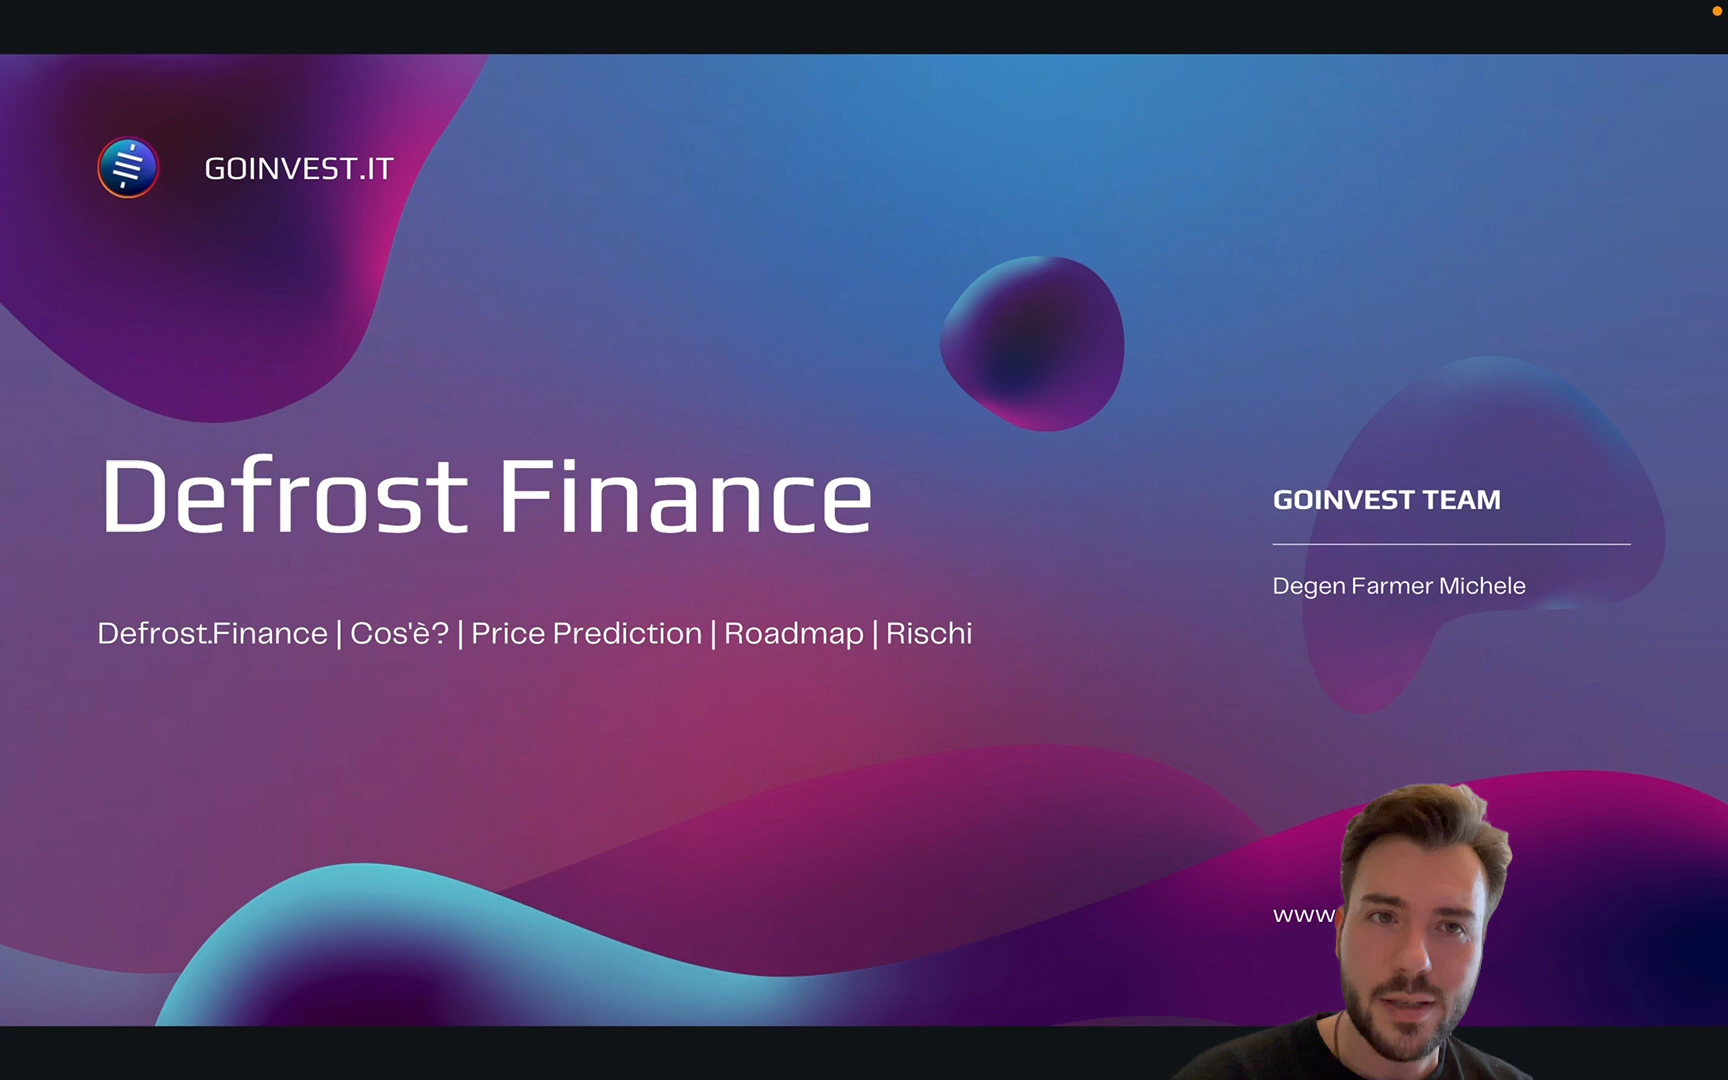 GOINVEST.IT
Defrost Finance
Defrost.Finance | Cos'è? | Price Prediction | Roadmap | Rischi
GOINVEST TEAM
Degen Farmer Michele
www